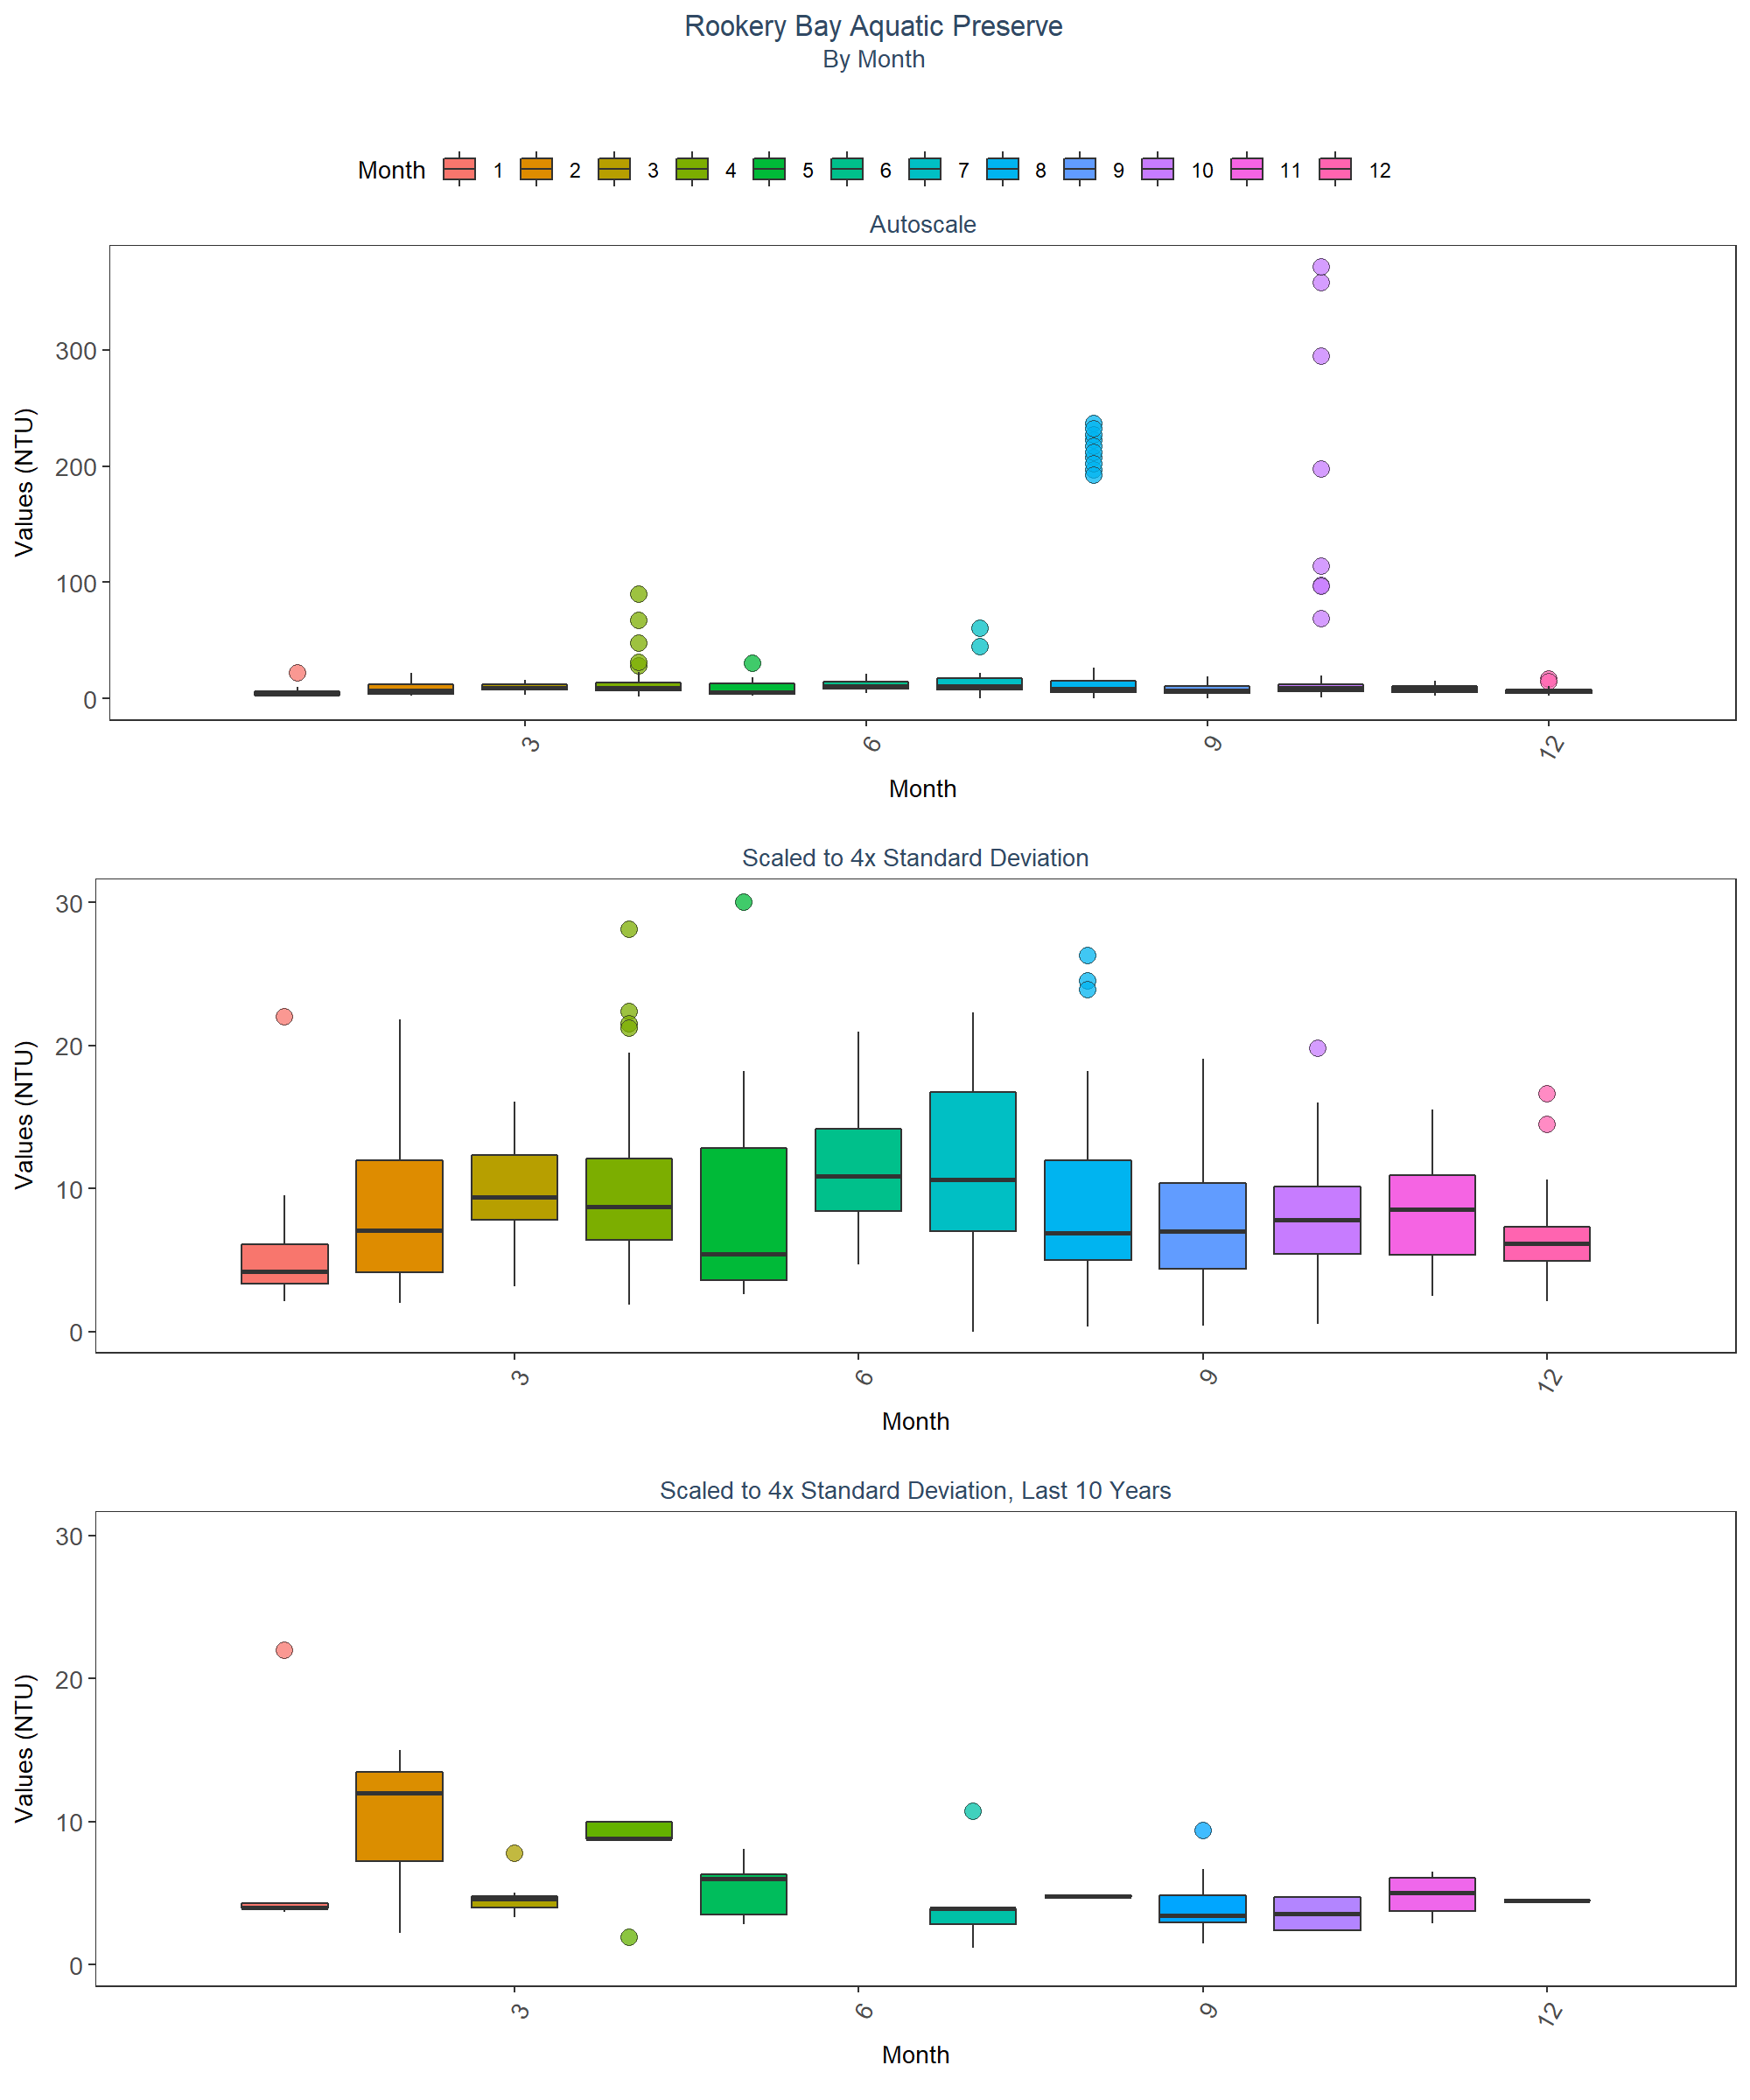 Rookery Bay Aquatic Preserve
By Month
Month 1 2 3 4 5 6 7 8 9 10 11 12
Autoscale
Values (NTU)
300
200
100
0
3 6 9 12
Month
Scaled to 4x Standard Deviation
Values (NTU)
30
20
10
0
3 6 9 12
Month
Scaled to 4x Standard Deviation, Last 10 Years
Values (NTU)
30
20
10
0
3 6 9 12
Month